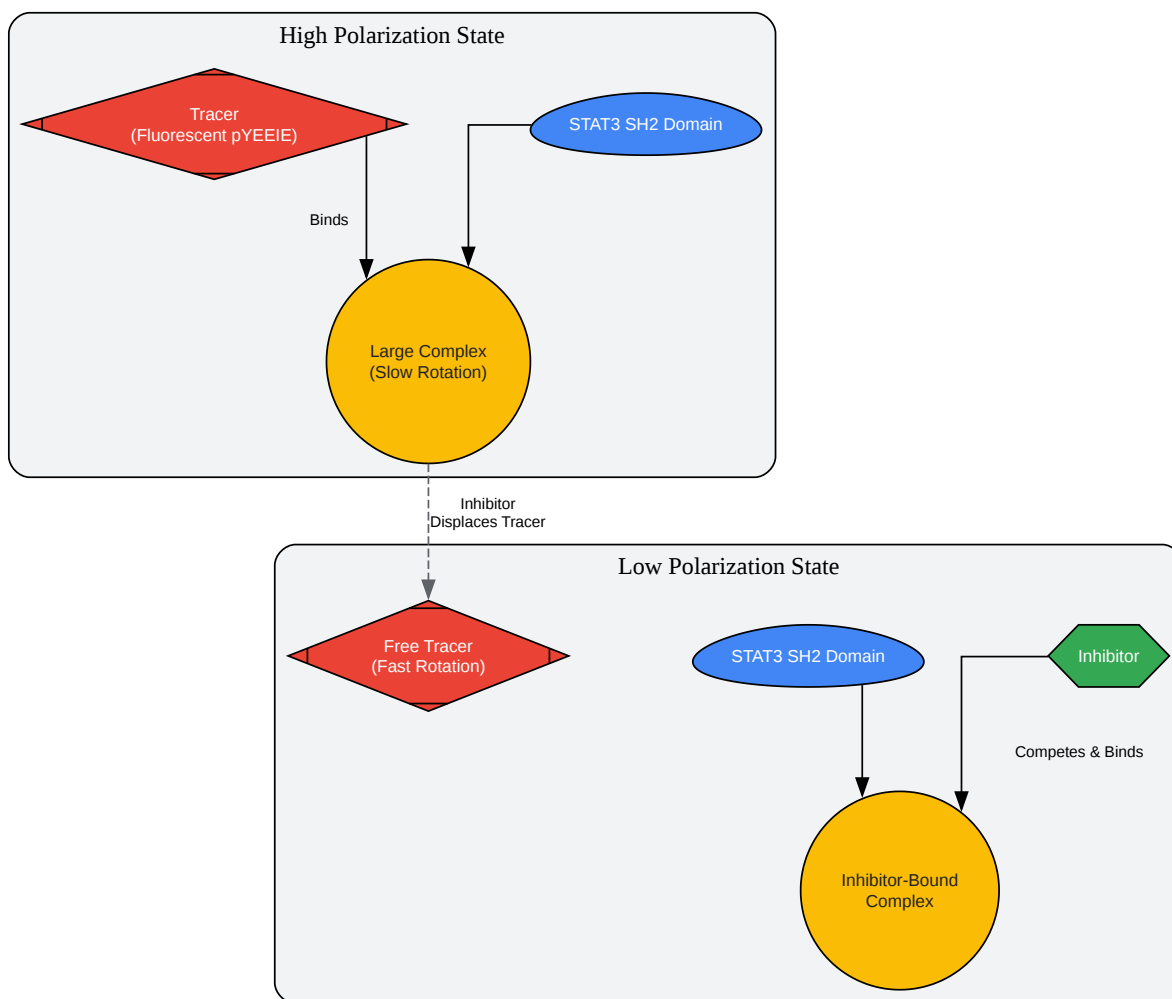 High Polarization State
Tracer
(Fluorescent pYEEIE)
STAT3 SH2 Domain
Binds
Large Complex
(Slow Rotation)
Inhibitor
Displaces Tracer
Low Polarization State
Free Tracer
(Fast Rotation)
STAT3 SH2 Domain
Inhibitor
Competes & Binds
Inhibitor-Bound
Complex